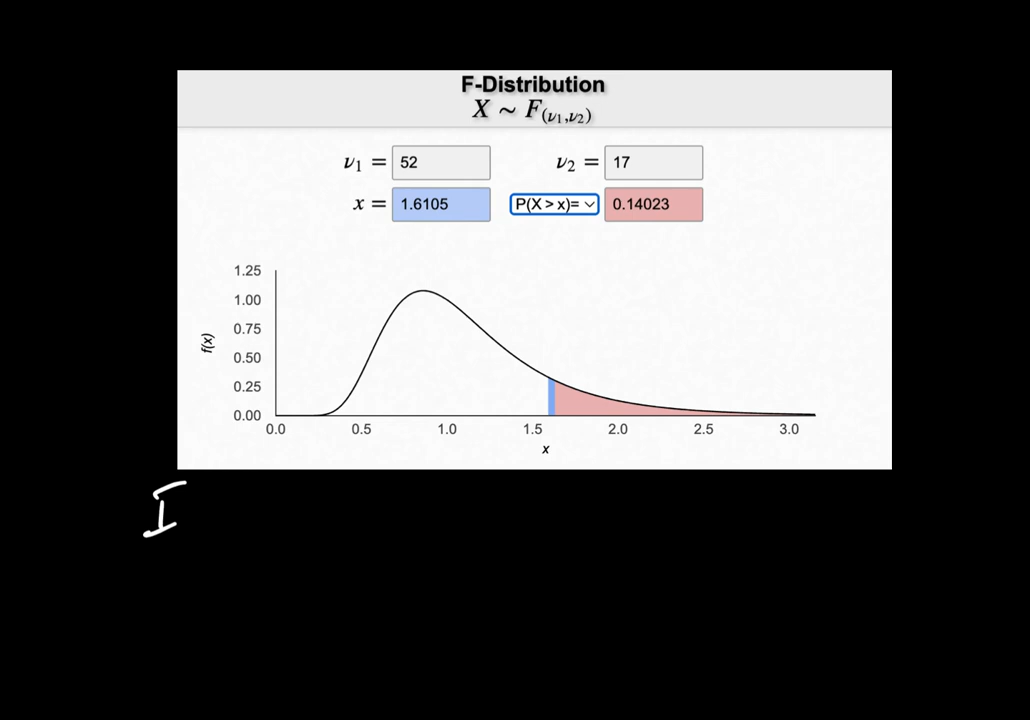 F-Distribution
X ~ F(ν₁,ν₂)
ν₁ = 52 ν₂ = 17
x = 1.6105 P(X > x)= 0.14023
1.25
1.00
0.75
0.50
0.25
0.00
f(x)
0.0 0.5 1.0 1.5 2.0 2.5 3.0
x
I